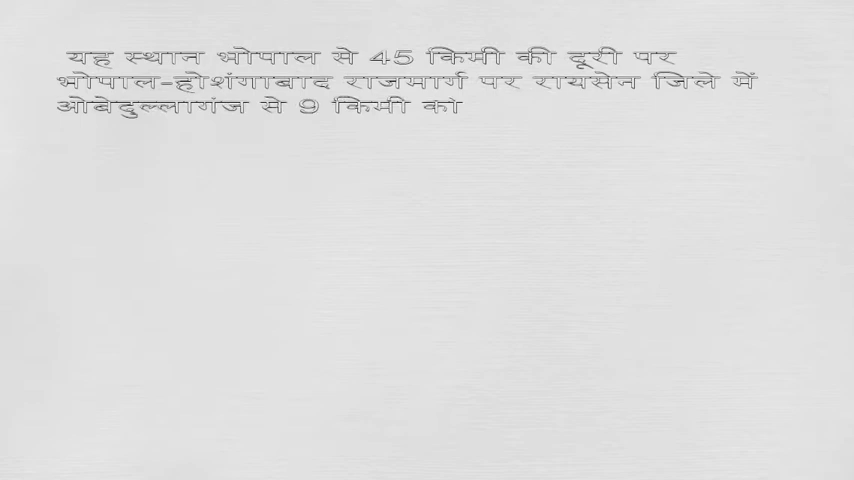 यह स्थान भोपाल से 45 किमी की दूरी पर
भोपाल-होशंगाबाद राजमार्ग पर रायसेन जिले में
ओबेदुल्लागंज से 9 किमी का